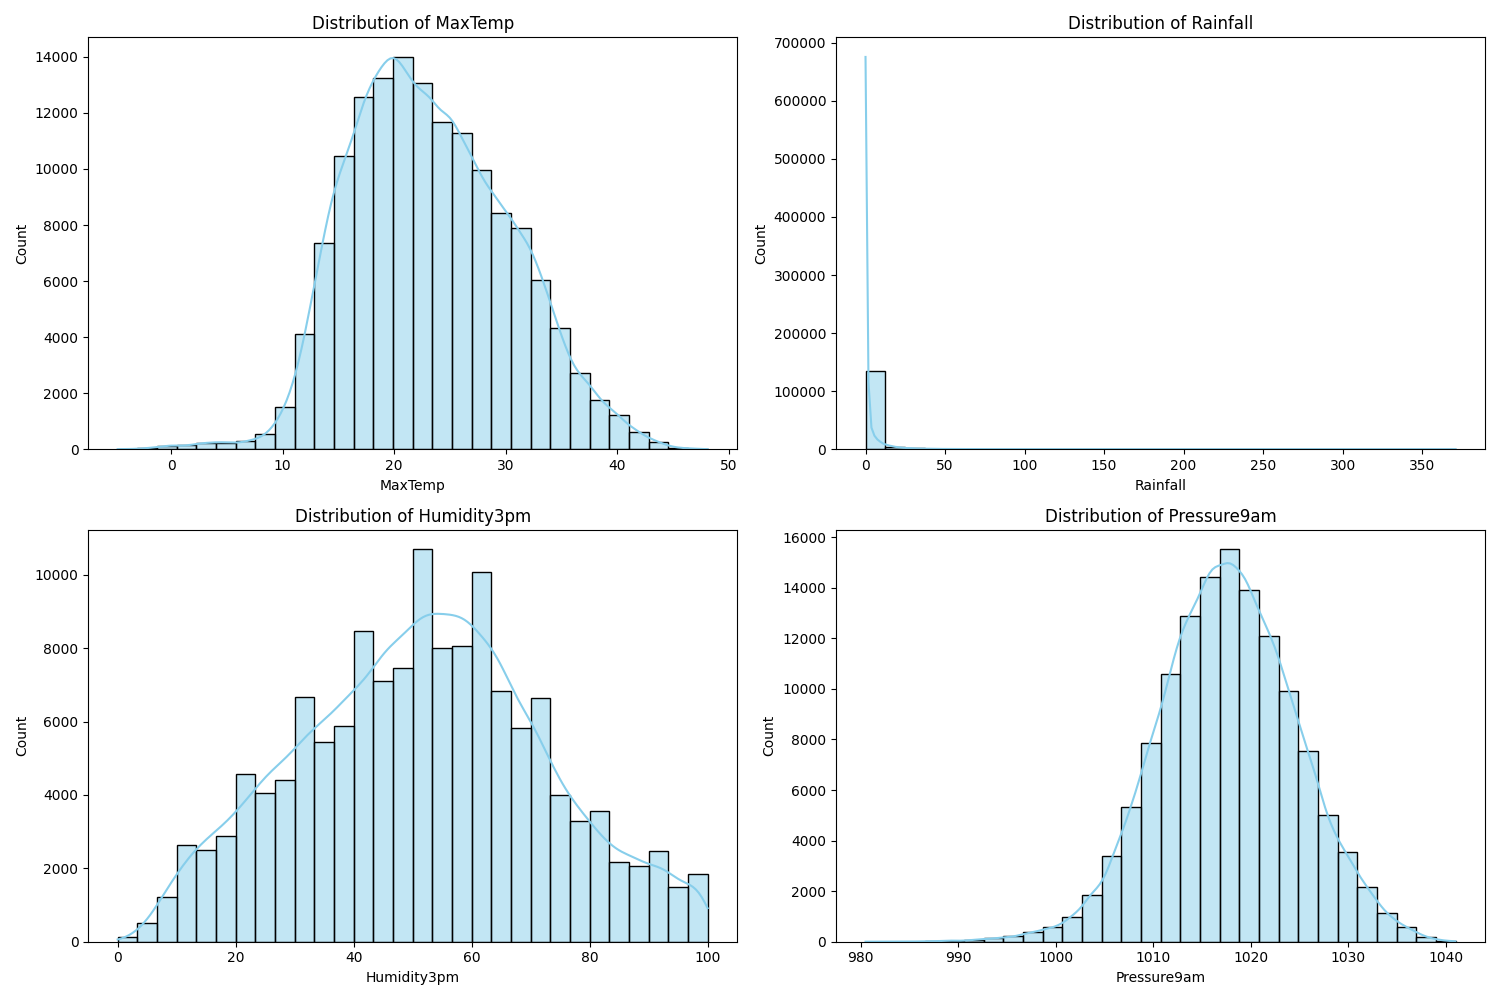 Distribution of MaxTemp
14000
12000
10000
8000
6000
4000
2000
0
Count
0 10 20 30 40 50
MaxTemp
Distribution of Rainfall
700000
600000
500000
400000
300000
200000
100000
0
Count
0 50 100 150 200 250 300 350
Rainfall
Distribution of Humidity3pm
10000
8000
6000
4000
2000
0
Count
0 20 40 60 80 100
Humidity3pm
Distribution of Pressure9am
16000
14000
12000
10000
8000
6000
4000
2000
0
Count
980 990 1000 1010 1020 1030 1040
Pressure9am